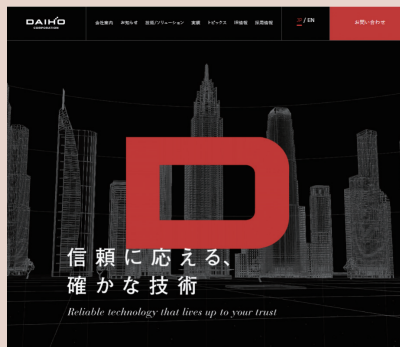 DAIHO
CORPORATION
会社案内 お知らせ 技術/ソリューション 実績 トピックス IR情報 採用情報
/ EN
お問い合わせ
D
信頼に応える、
確かな技術
Reliable technology that lives up to your trust